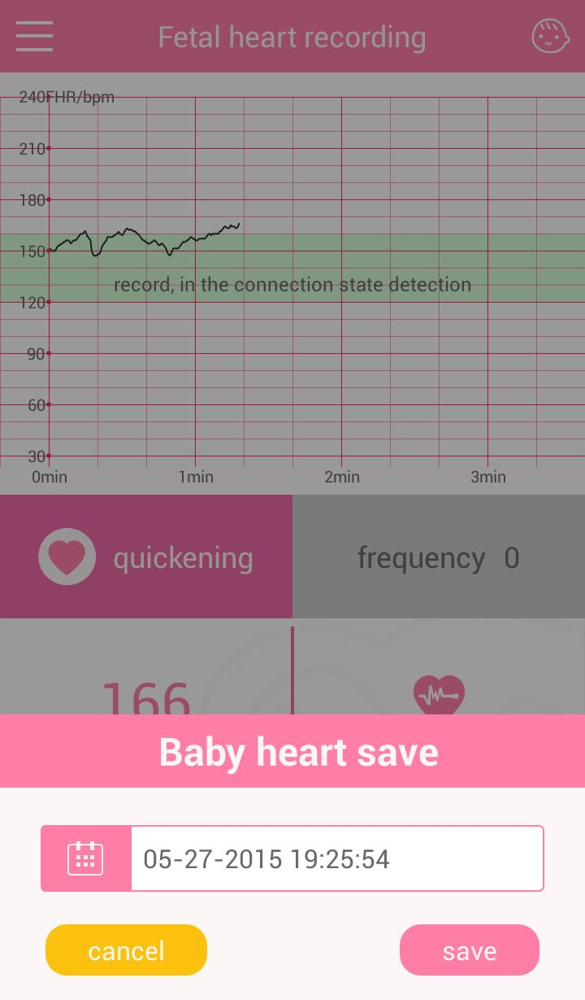 Fetal heart recording
240FHR/bpm
210
180
150
record, in the connection state detection
120
90
60
30
0min 1min 2min 3min
quickening frequency 0
166
Baby heart save
05-27-2015 19:25:54
cancel save